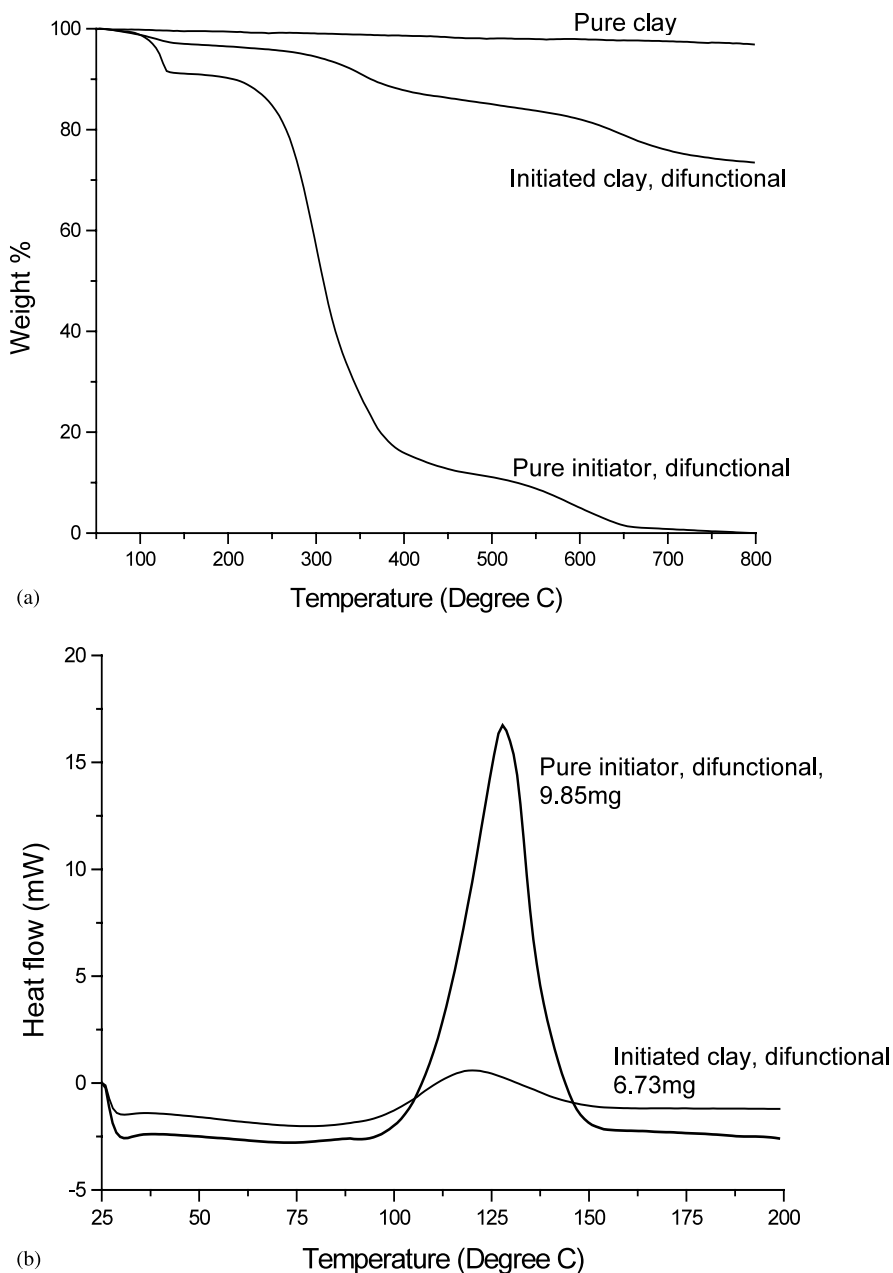 Pure clay
Initiated clay, difunctional
Pure initiator, difunctional
Weight %
100
80
60
40
20
0
100 200 300 400 500 600 700 800
Temperature (Degree C)
(a)
Pure initiator, difunctional,
9.85mg
Initiated clay, difunctional
6.73mg
Heat flow (mW)
20
15
10
5
0
-5
25 50 75 100 125 150 175 200
Temperature (Degree C)
(b)